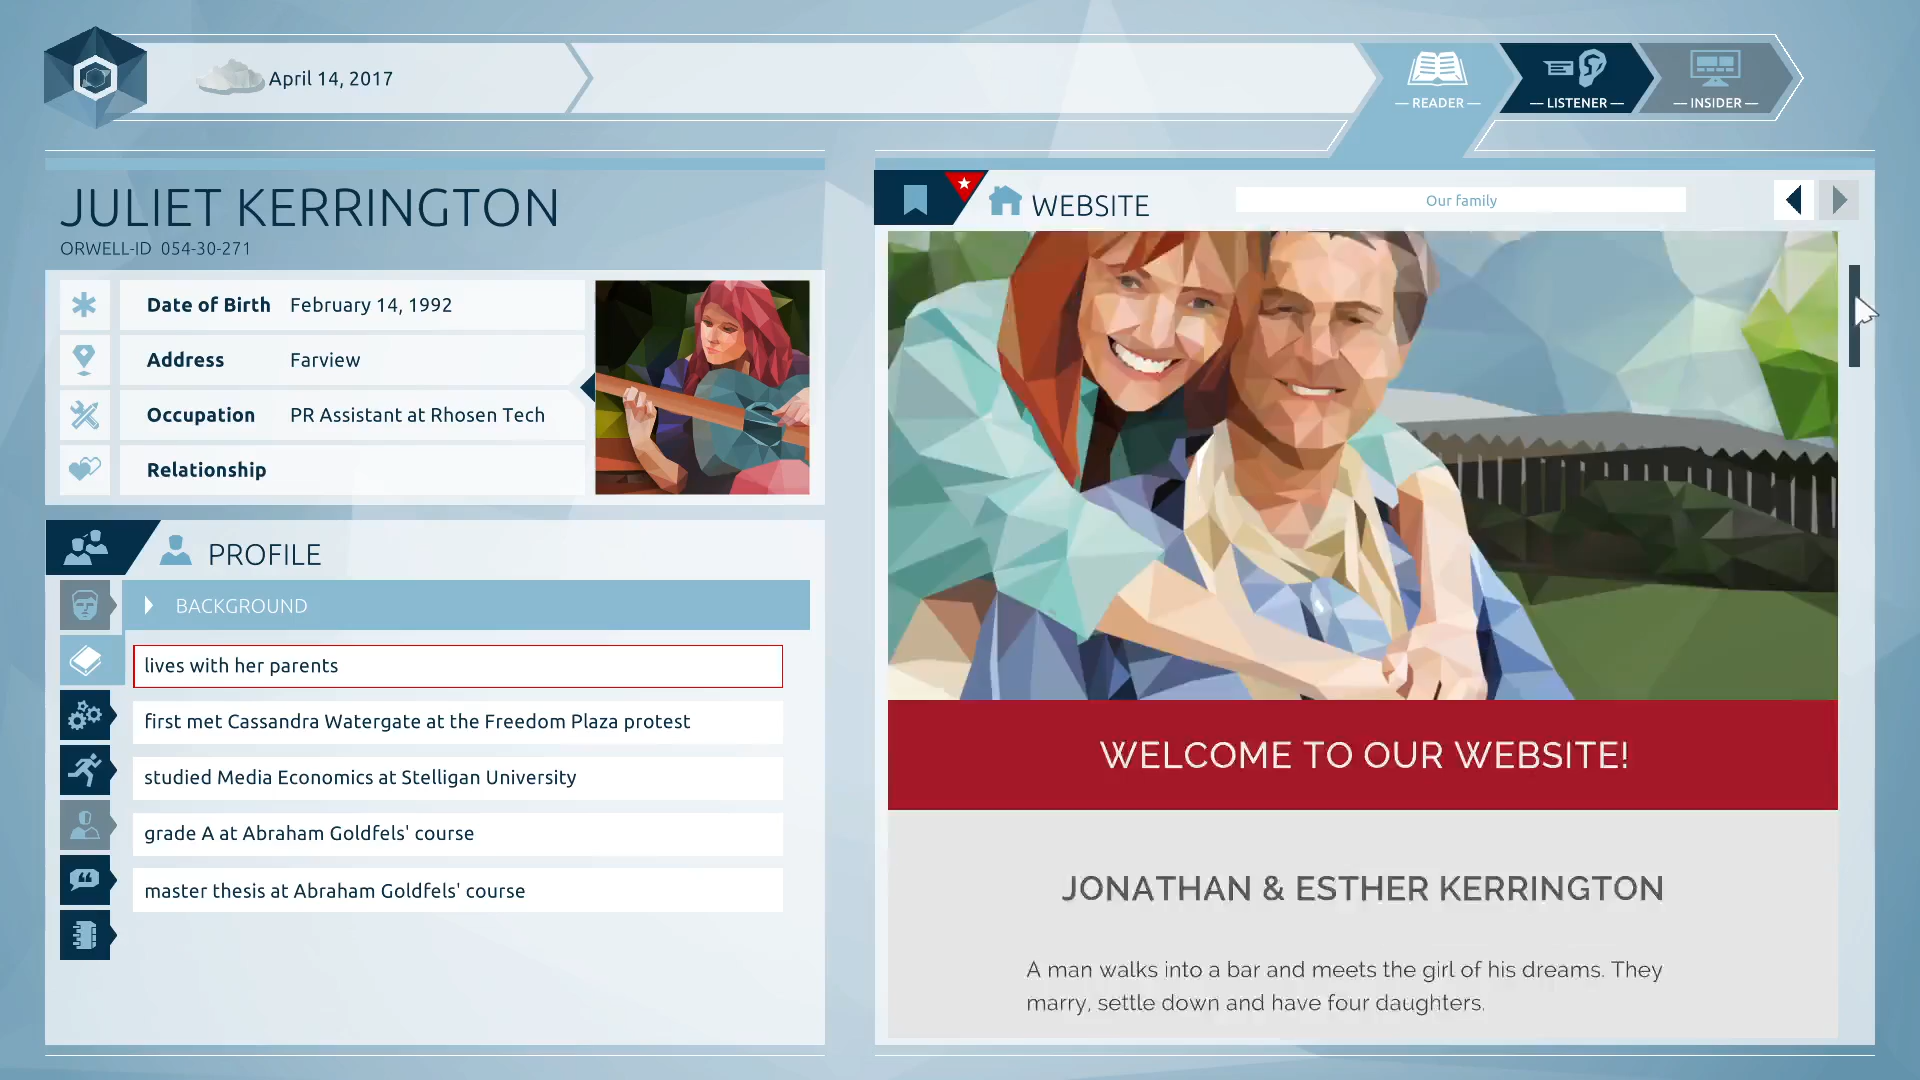 April 14, 2017
— READER —
— LISTENER —
— INSIDER —
JULIET KERRINGTON
ORWELL-ID 054-30-271
Date of Birth February 14, 1992
Address Farview
Occupation PR Assistant at Rhosen Tech
Relationship
PROFILE
BACKGROUND
lives with her parents
first met Cassandra Watergate at the Freedom Plaza protest
studied Media Economics at Stelligan University
grade A at Abraham Goldfels' course
master thesis at Abraham Goldfels' course
WEBSITE
Our family
WELCOME TO OUR WEBSITE!
JONATHAN & ESTHER KERRINGTON
A man walks into a bar and meets the girl of his dreams. They
marry, settle down and have four daughters.